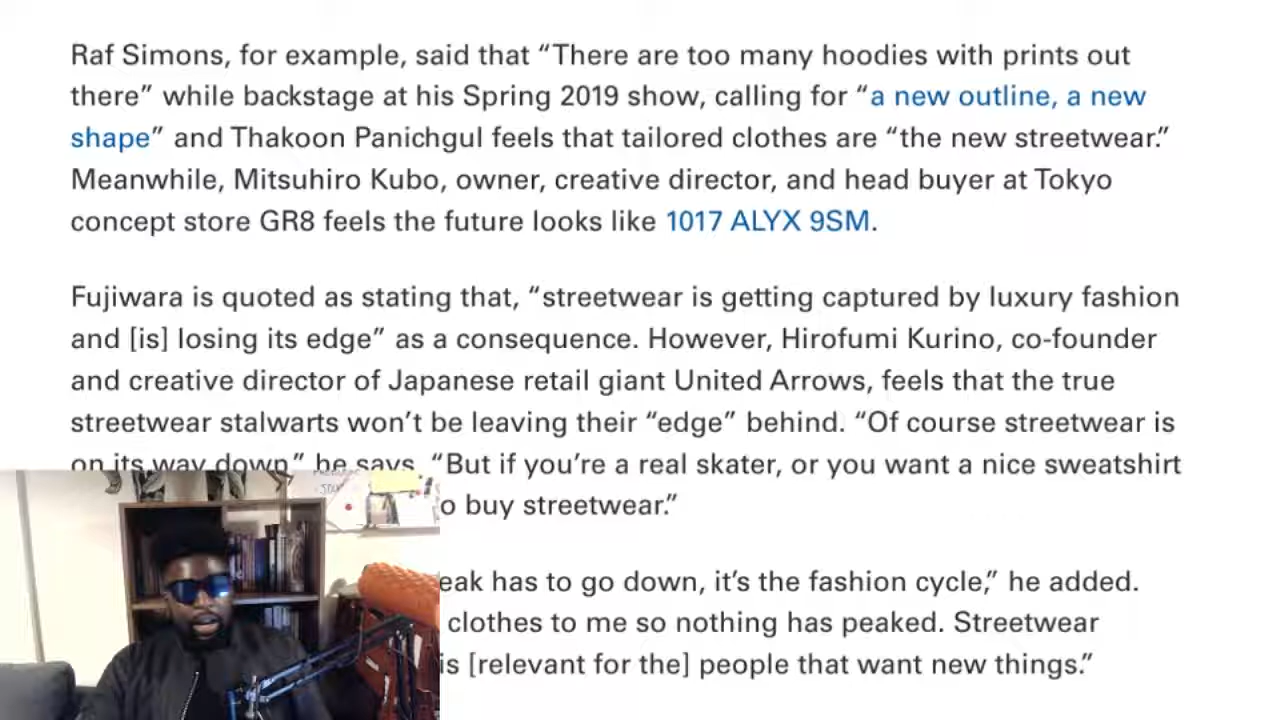 Raf Simons, for example, said that “There are too many hoodies with prints out
there” while backstage at his Spring 2019 show, calling for “a new outline, a new
shape” and Thakoon Panichgul feels that tailored clothes are “the new streetwear.”
Meanwhile, Mitsuhiro Kubo, owner, creative director, and head buyer at Tokyo
concept store GR8 feels the future looks like 1017 ALYX 9SM.
Fujiwara is quoted as stating that, “streetwear is getting captured by luxury fashion
and [is] losing its edge” as a consequence. However, Hirofumi Kurino, co-founder
and creative director of Japanese retail giant United Arrows, feels that the true
streetwear stalwarts won’t be leaving their “edge” behind. “Of course streetwear is
on its way down,” he says. “But if you’re a real skater, or you want a nice sweatshirt
buy streetwear.”
has to go down, it’s the fashion cycle,” he added.
clothes to me so nothing has peaked. Streetwear
is [relevant for the] people that want new things.”